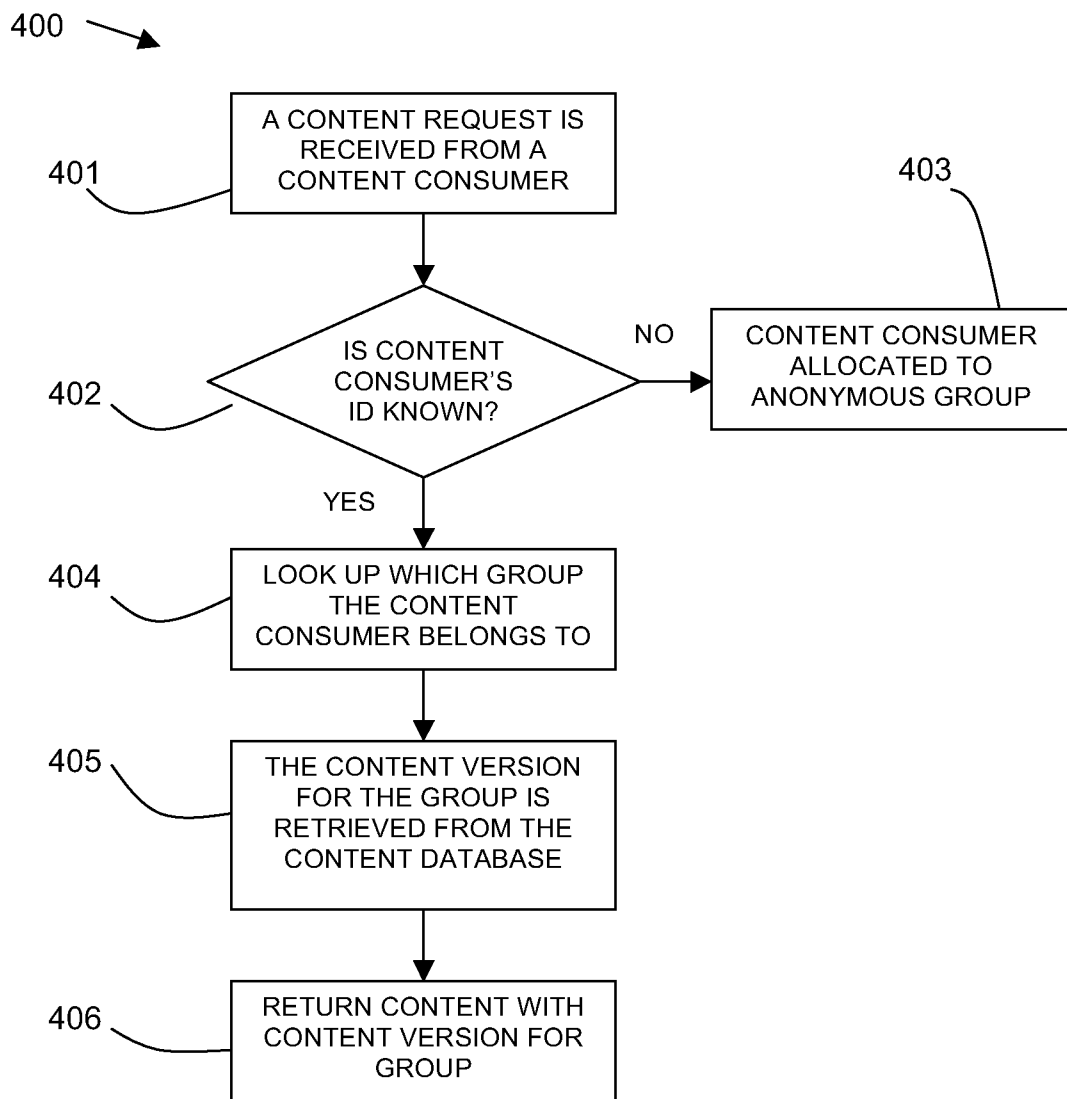 400
A CONTENT REQUEST IS
RECEIVED FROM A
CONTENT CONSUMER
401
403
IS CONTENT
CONSUMER'S
ID KNOWN?
402
NO
CONTENT CONSUMER
ALLOCATED TO
ANONYMOUS GROUP
YES
404
LOOK UP WHICH GROUP
THE CONTENT
CONSUMER BELONGS TO
405
THE CONTENT VERSION
FOR THE GROUP IS
RETRIEVED FROM THE
CONTENT DATABASE
406
RETURN CONTENT WITH
CONTENT VERSION FOR
GROUP